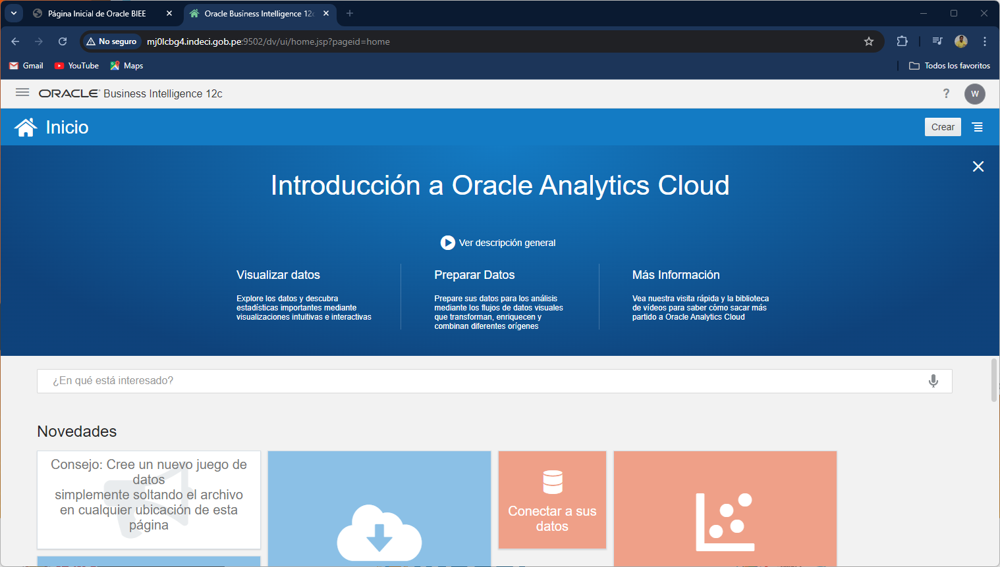 Página Inicial de Oracle BIEE
Oracle Business Intelligence 12c
No seguro
mj0lcbg4.indeci.gob.pe:9502/dv/ui/home.jsp?pageid=home
Gmail
YouTube
Maps
Todos los favoritos
ORACLE Business Intelligence 12c
?
W
Inicio
Crear
Introducción a Oracle Analytics Cloud
Ver descripción general
Visualizar datos
Explore los datos y descubra
estadísticas importantes mediante
visualizaciones intuitivas e interactivas
Preparar Datos
Prepare sus datos para los análisis
mediante los flujos de datos visuales
que transforman, enriquecen y
combinan diferentes orígenes
Más Información
Vea nuestra visita rápida y la biblioteca
de vídeos para saber cómo sacar más
partido a Oracle Analytics Cloud
¿En qué está interesado?
Novedades
Consejo: Cree un nuevo juego de
datos
simplemente soltando el archivo
en cualquier ubicación de esta
página
Conectar a sus
datos